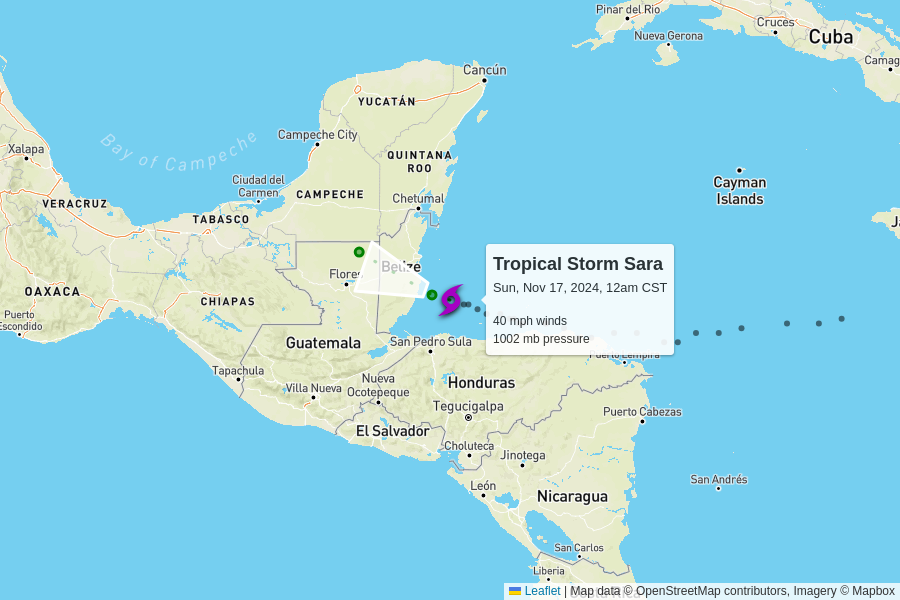 Pinar del Río
Cruces
Nueva Gerona
Cuba
Camag
Cancún
YUCATÁN
Bay of Campeche
Campeche City
Xalapa
QUINTANA
ROO
Ciudad del
Carmen
CAMPECHE
Chetumal
Cayman
Islands
VERACRUZ
TABASCO
Ja
Belize
Flores
Tropical Storm Sara
Sun, Nov 17, 2024, 12am CST
40 mph winds
1002 mb pressure
OAXACA
CHIAPAS
Puerto
Escondido
Guatemala
San Pedro Sula
Puerto Lempira
Tapachula
Villa Nueva
Nueva
Ocotepeque
Honduras
Tegucigalpa
Puerto Cabezas
El Salvador
Choluteca
Jinotega
León
San Andrés
Nicaragua
San Carlos
Liberia
Costa Rica
Leaflet | Map data © OpenStreetMap contributors, Imagery © Mapbox